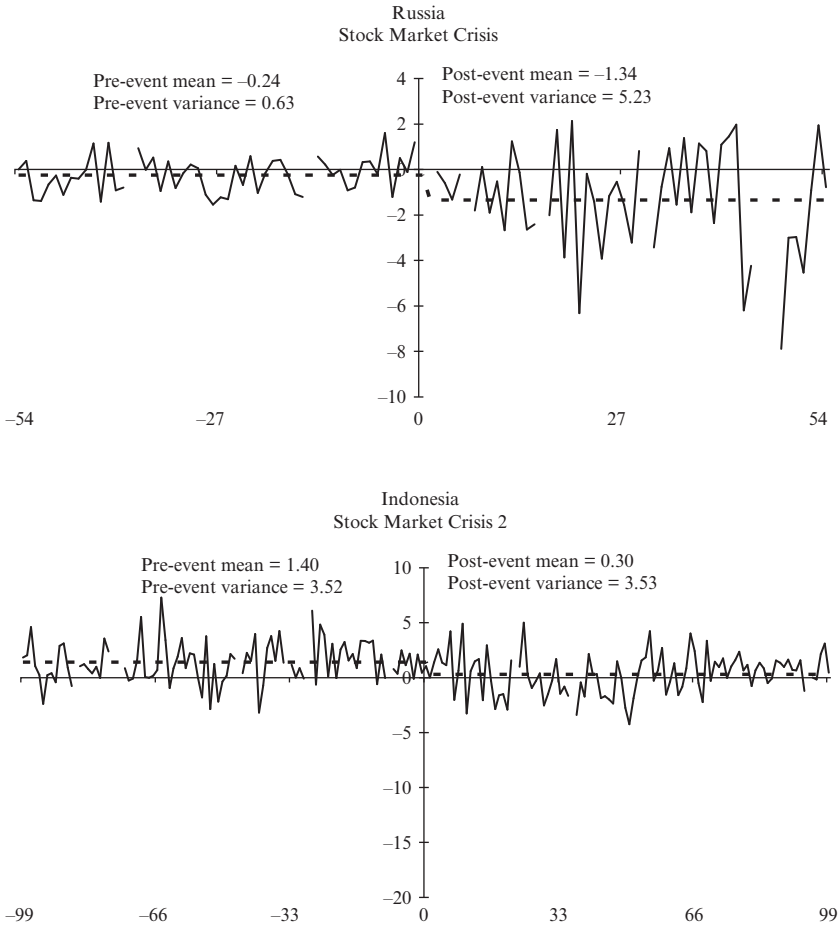 Russia
Stock Market Crisis
Pre-event mean = –0.24
Pre-event variance = 0.63
Post-event mean = –1.34
Post-event variance = 5.23
4
2
0
–2
–4
–6
–8
–10
–54
–27
0
27
54
Indonesia
Stock Market Crisis 2
Pre-event mean = 1.40
Pre-event variance = 3.52
Post-event mean = 0.30
Post-event variance = 3.53
10
5
0
–5
–10
–15
–20
–99
–66
–33
0
33
66
99